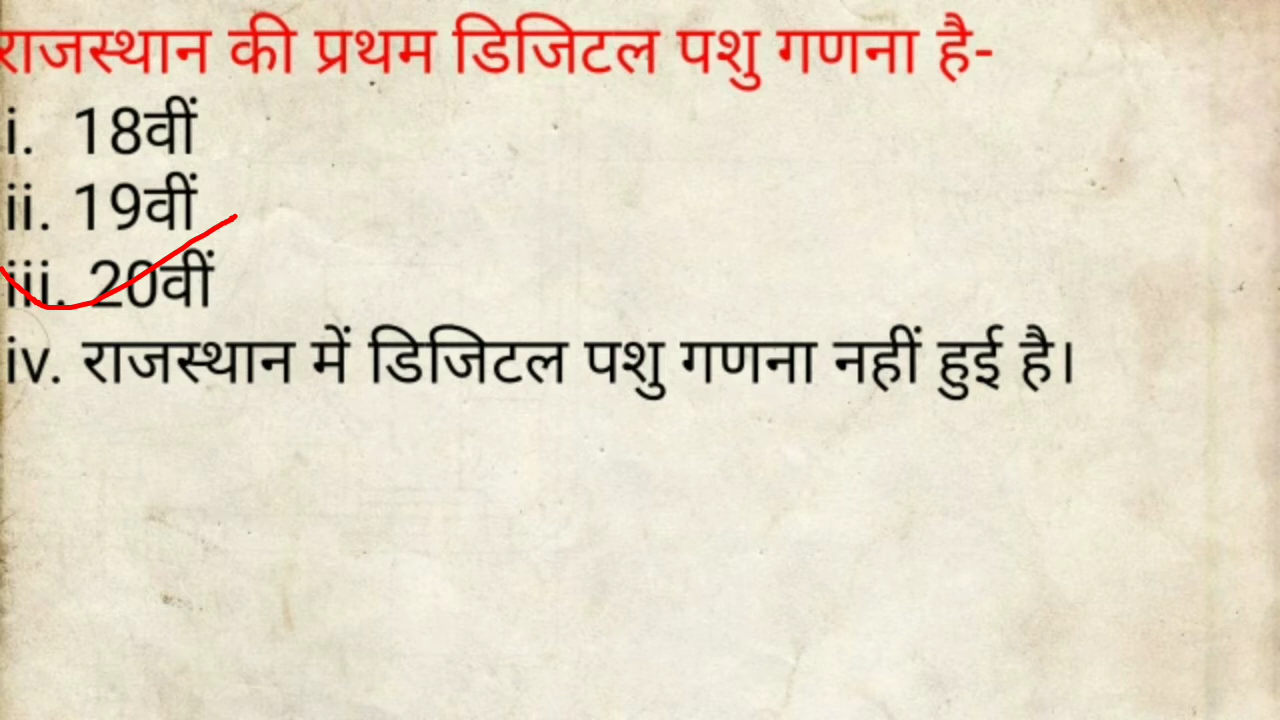 राजस्थान की प्रथम डिजिटल पशु गणना है-
i. 18वीं
ii. 19वीं
iii. 20वीं
iv. राजस्थान में डिजिटल पशु गणना नहीं हुई है।